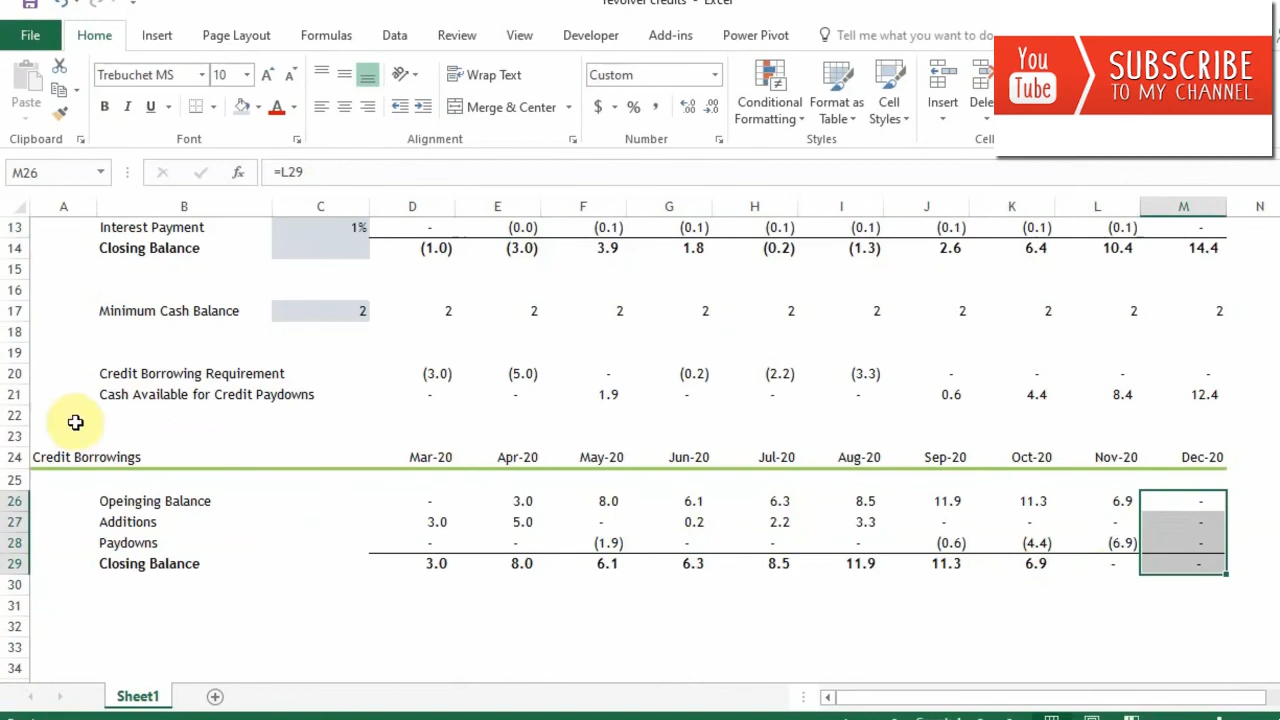 revolver credits - Excel
File Home Insert Page Layout Formulas Data Review View Developer Add-ins Power Pivot Tell me what you want to do
You Tube SUBSCRIBE TO MY CHANNEL
Trebuchet MS 10 Wrap Text Custom
Paste B I U Merge & Center $ % , Conditional Formatting Format as Table Cell Styles Insert
Clipboard Font Alignment Number Styles
M26 fx =L29
A B C D E F G H I J K L M N
13 Interest Payment 1% - (0.0) (0.1) (0.1) (0.1) (0.1) (0.1) (0.1) (0.1) -
14 Closing Balance (1.0) (3.0) 3.9 1.8 (0.2) (1.3) 2.6 6.4 10.4 14.4
15
16
17 Minimum Cash Balance 2 2 2 2 2 2 2 2 2 2 2
18
19
20 Credit Borrowing Requirement (3.0) (5.0) - (0.2) (2.2) (3.3) - - - -
21 Cash Available for Credit Paydowns - - 1.9 - - - 0.6 4.4 8.4 12.4
22
23
24 Credit Borrowings Mar-20 Apr-20 May-20 Jun-20 Jul-20 Aug-20 Sep-20 Oct-20 Nov-20 Dec-20
25
26 Opeinging Balance - 3.0 8.0 6.1 6.3 8.5 11.9 11.3 6.9 -
27 Additions 3.0 5.0 - 0.2 2.2 3.3 - - - -
28 Paydowns - - (1.9) - - - (0.6) (4.4) (6.9) -
29 Closing Balance 3.0 8.0 6.1 6.3 8.5 11.9 11.3 6.9 - -
30
31
32
33
34
Sheet1